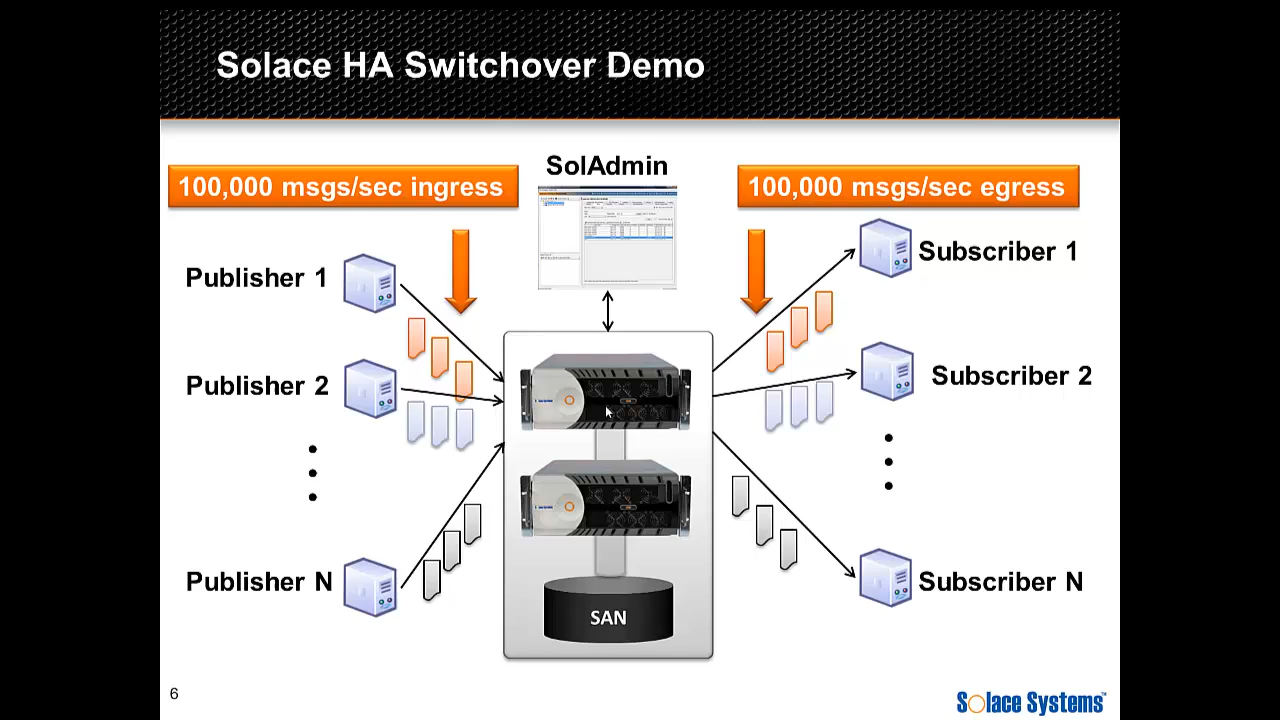 Solace HA Switchover Demo
SolAdmin
100,000 msgs/sec ingress
100,000 msgs/sec egress
Publisher 1
Subscriber 1
Publisher 2
Subscriber 2
Publisher N
Subscriber N
SAN
6
Solace Systems™